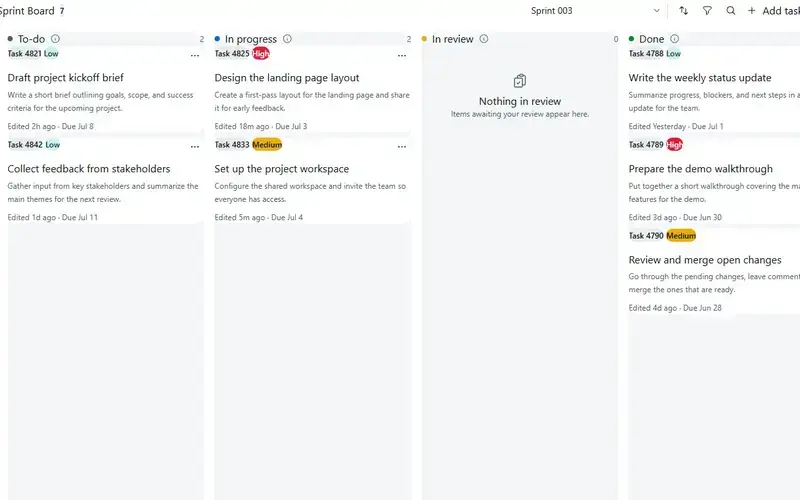 Sprint Board 7
Sprint 003
Add task
To-do 2
Task 4821 Low
Draft project kickoff brief
Write a short brief outlining goals, scope, and success
criteria for the upcoming project.
Edited 2h ago · Due Jul 8
Task 4842 Low
Collect feedback from stakeholders
Gather input from key stakeholders and summarize the
main themes for the next review.
Edited 1d ago · Due Jul 11
In progress 2
Task 4825 High
Design the landing page layout
Create a first-pass layout for the landing page and share
it for early feedback.
Edited 18m ago · Due Jul 3
Task 4833 Medium
Set up the project workspace
Configure the shared workspace and invite the team so
everyone has access.
Edited 5m ago · Due Jul 4
In review 0
Nothing in review
Items awaiting your review appear here.
Done
Task 4788 Low
Write the weekly status update
Summarize progress, blockers, and next steps in a
update for the team.
Edited Yesterday · Due Jul 1
Task 4789 High
Prepare the demo walkthrough
Put together a short walkthrough covering the
features for the demo.
Edited 3d ago · Due Jun 30
Task 4790 Medium
Review and merge open changes
Go through the pending changes, leave
merge the ones that are ready.
Edited 4d ago · Due Jun 28